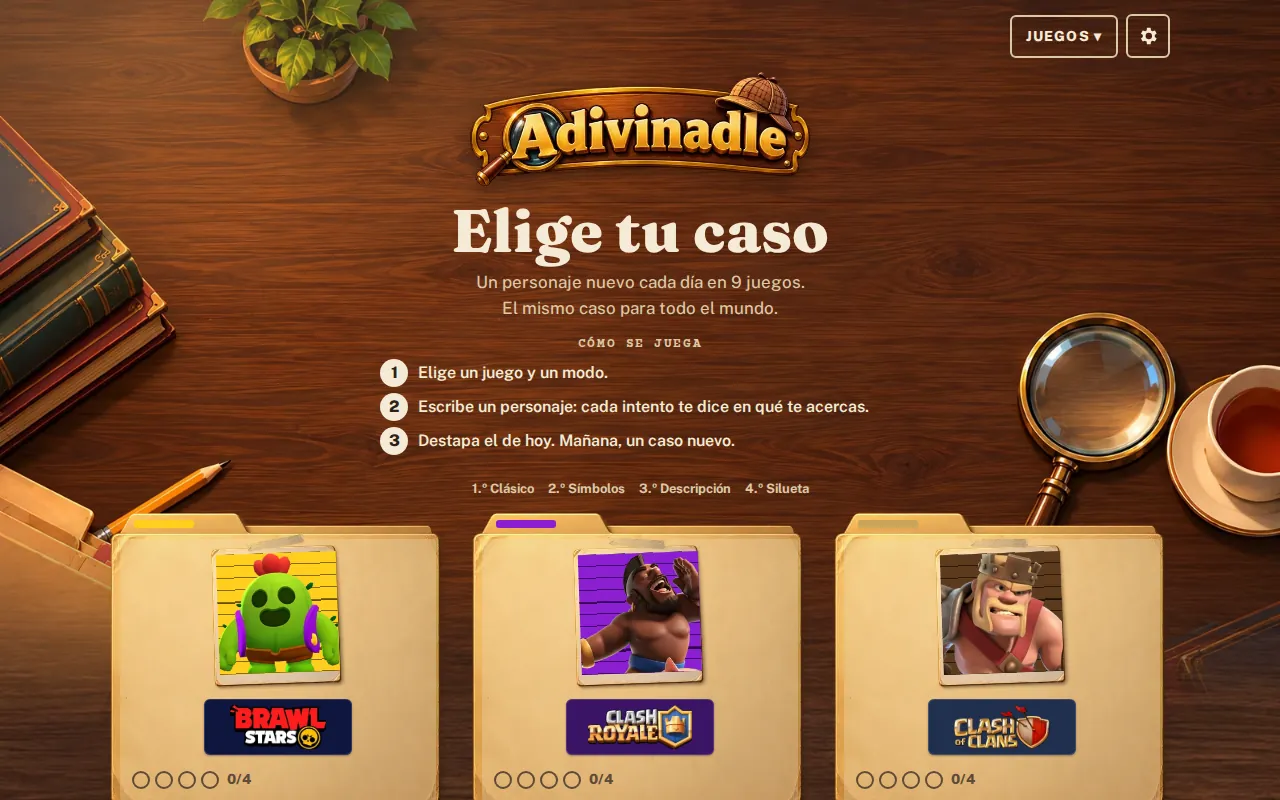 JUEGOS ▾
Adivinadle
Elige tu caso
Un personaje nuevo cada día en 9 juegos.
El mismo caso para todo el mundo.
CÓMO SE JUEGA
1 Elige un juego y un modo.
2 Escribe un personaje: cada intento te dice en qué te acercas.
3 Destapa el de hoy. Mañana, un caso nuevo.
1.º Clásico 2.º Símbolos 3.º Descripción 4.º Silueta
BRAWL
STARS
CLASH
ROYALE
CLASH
OF CLANS
0/4
0/4
0/4